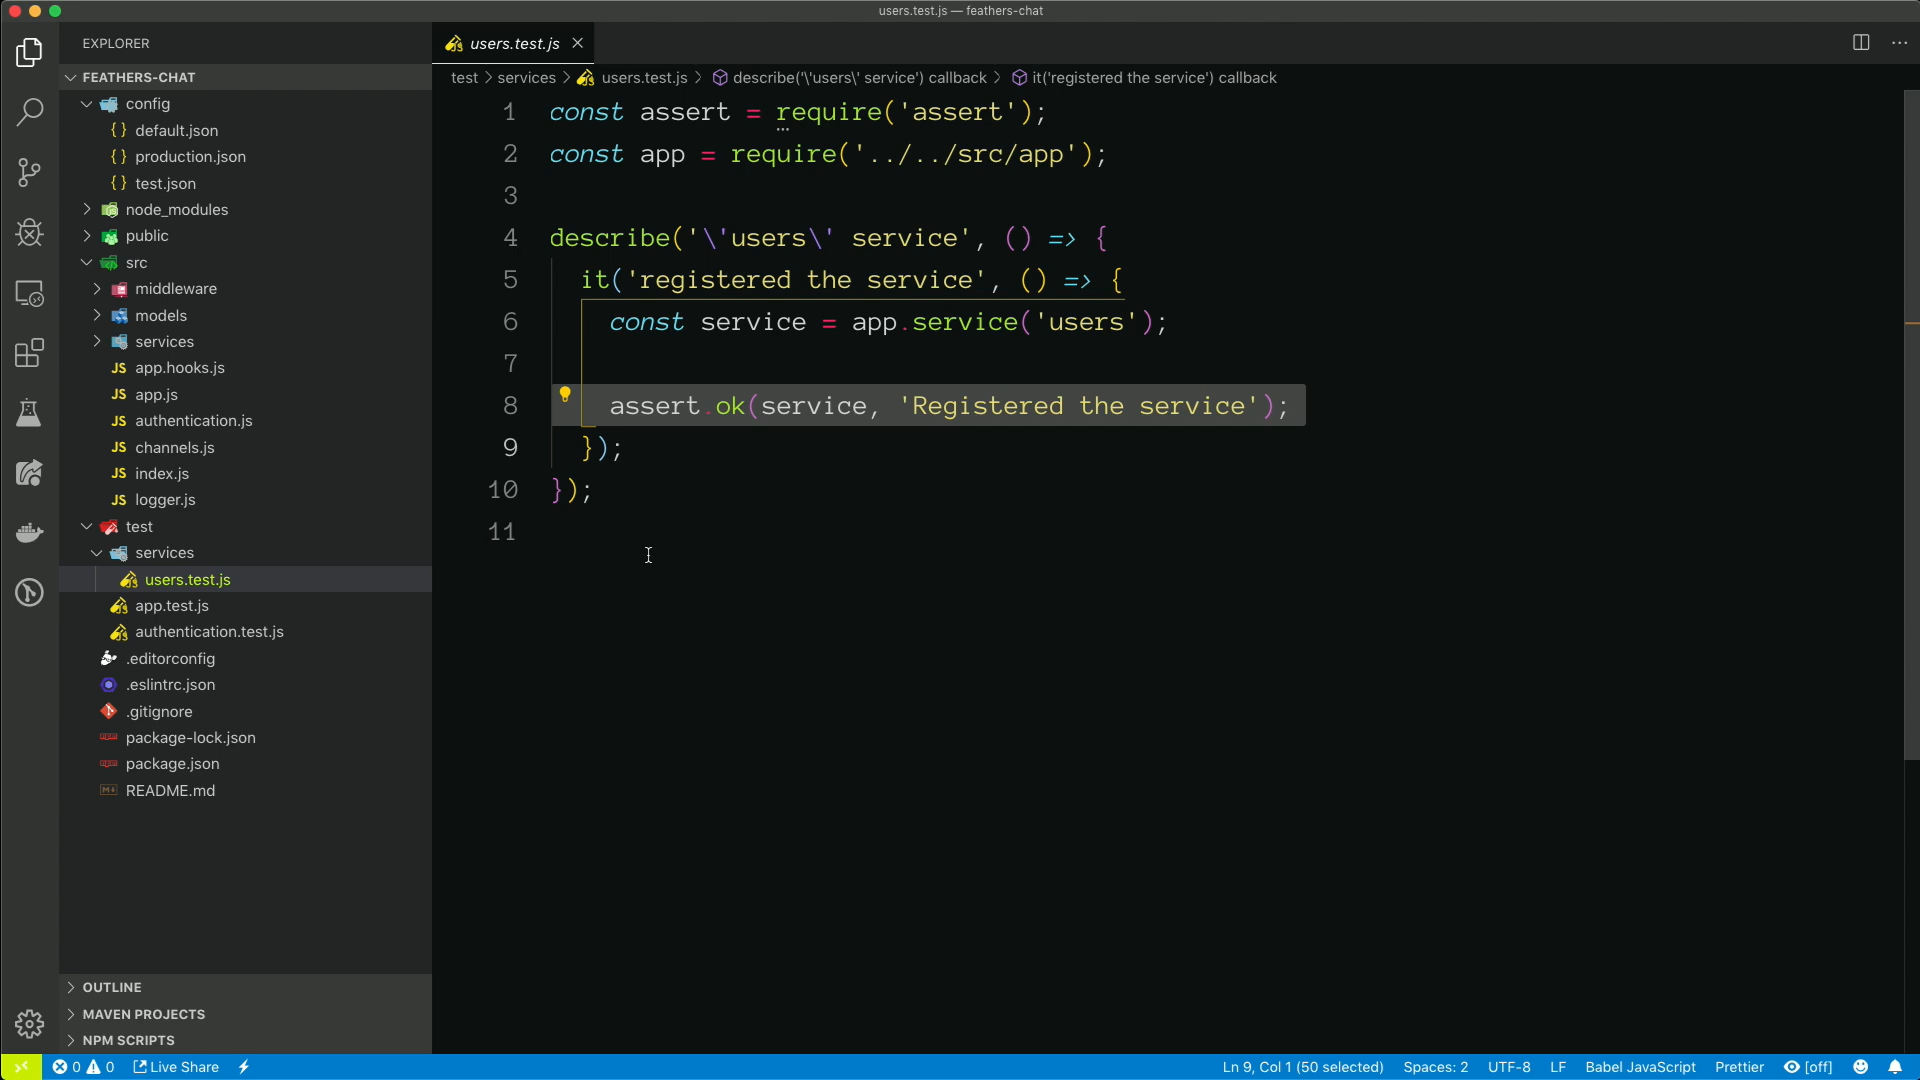 users.test.js — feathers-chat
EXPLORER
FEATHERS-CHAT
config
default.json
production.json
test.json
node_modules
public
src
middleware
models
services
app.hooks.js
app.js
authentication.js
channels.js
index.js
logger.js
test
services
users.test.js
app.test.js
authentication.test.js
.editorconfig
.eslintrc.json
.gitignore
package-lock.json
package.json
README.md
OUTLINE
MAVEN PROJECTS
NPM SCRIPTS
users.test.js
test > services > users.test.js > describe('\'users\' service') callback > it('registered the service') callback
1 const assert = require('assert');
2 const app = require('../../src/app');
3
4 describe('\'users\' service', () => {
5 it('registered the service', () => {
6 const service = app.service('users');
7
8 assert.ok(service, 'Registered the service');
9 });
10 });
11
0 0 Live Share Ln 9, Col 1 (50 selected) Spaces: 2 UTF-8 LF Babel JavaScript Prettier [off]